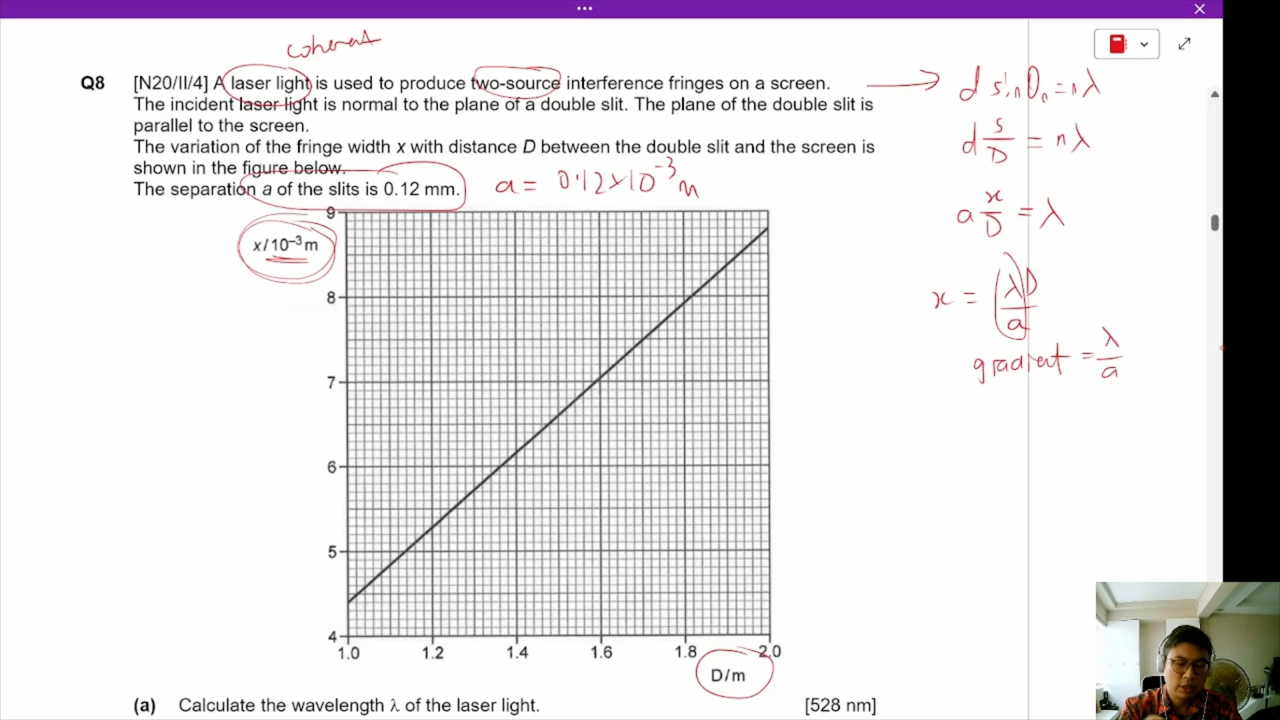 coherent
Q8 [N20/II/4] A laser light is used to produce two-source interference fringes on a screen.
The incident laser light is normal to the plane of a double slit. The plane of the double slit is
parallel to the screen.
The variation of the fringe width x with distance D between the double slit and the screen is
shown in the figure below.
The separation a of the slits is 0.12 mm.
a = 0.12×10⁻³ m
x/10⁻³m
9
8
7
6
5
4
1.0 1.2 1.4 1.6 1.8 2.0
D/m
(a) Calculate the wavelength λ of the laser light. [528 nm]
d sin θₙ = nλ
d s/D = nλ
a x/D = λ
x = (λD/a)
gradient = λ/a